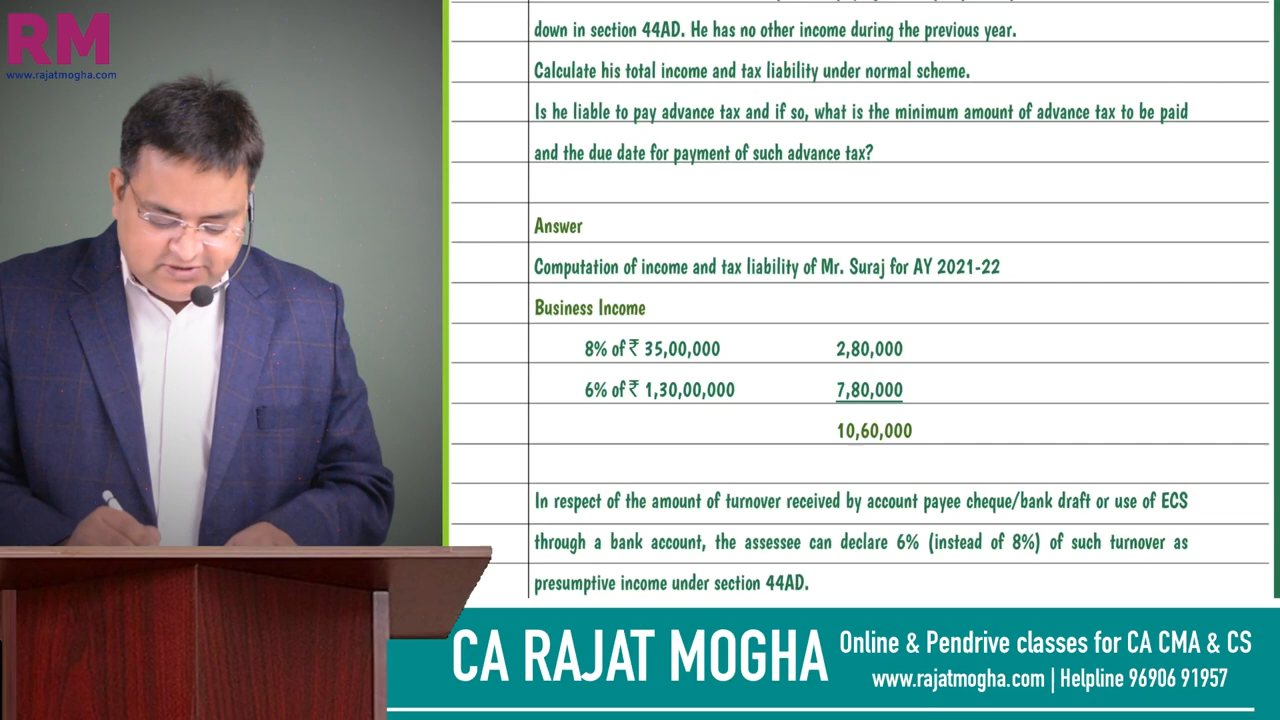 RM
www.rajatmogha.com
down in section 44AD. He has no other income during the previous year.
Calculate his total income and tax liability under normal scheme.
Is he liable to pay advance tax and if so, what is the minimum amount of advance tax to be paid
and the due date for payment of such advance tax?
Answer
Computation of income and tax liability of Mr. Suraj for AY 2021-22
Business Income
8% of ₹ 35,00,000 2,80,000
6% of ₹ 1,30,00,000 7,80,000
10,60,000
In respect of the amount of turnover received by account payee cheque/bank draft or use of ECS
through a bank account, the assessee can declare 6% (instead of 8%) of such turnover as
presumptive income under section 44AD.
CA RAJAT MOGHA
Online & Pendrive classes for CA CMA & CS
www.rajatmogha.com | Helpline 96906 91957